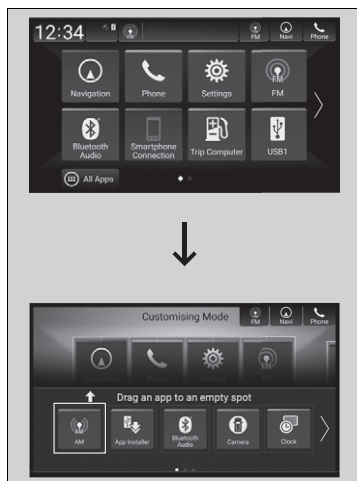 12:34 FM Navi Phone
Navigation Phone Settings FM
Bluetooth Audio Smartphone Connection Trip Computer USB1
All Apps
Customising Mode FM Navi Phone
Drag an app to an empty spot
AM App Installer Bluetooth Audio Camera Clock